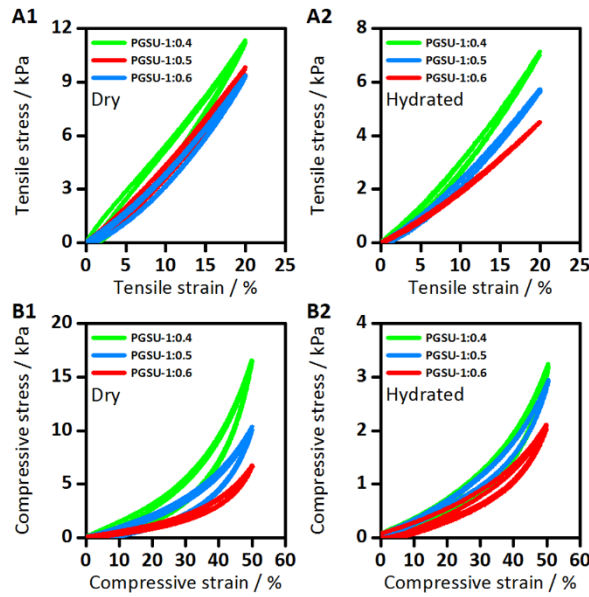 A1
Tensile stress / kPa
12
9
6
3
0
PGSU-1:0.4
PGSU-1:0.5
PGSU-1:0.6
Dry
0 5 10 15 20 25
Tensile strain / %
A2
Tensile stress / kPa
8
6
4
2
0
PGSU-1:0.4
PGSU-1:0.5
PGSU-1:0.6
Hydrated
0 5 10 15 20 25
Tensile strain / %
B1
Compressive stress / kPa
20
15
10
5
0
PGSU-1:0.4
PGSU-1:0.5
PGSU-1:0.6
Dry
0 10 20 30 40 50 60
Compressive strain / %
B2
Compressive stress / kPa
4
3
2
1
0
PGSU-1:0.4
PGSU-1:0.5
PGSU-1:0.6
Hydrated
0 10 20 30 40 50 60
Compressive strain / %